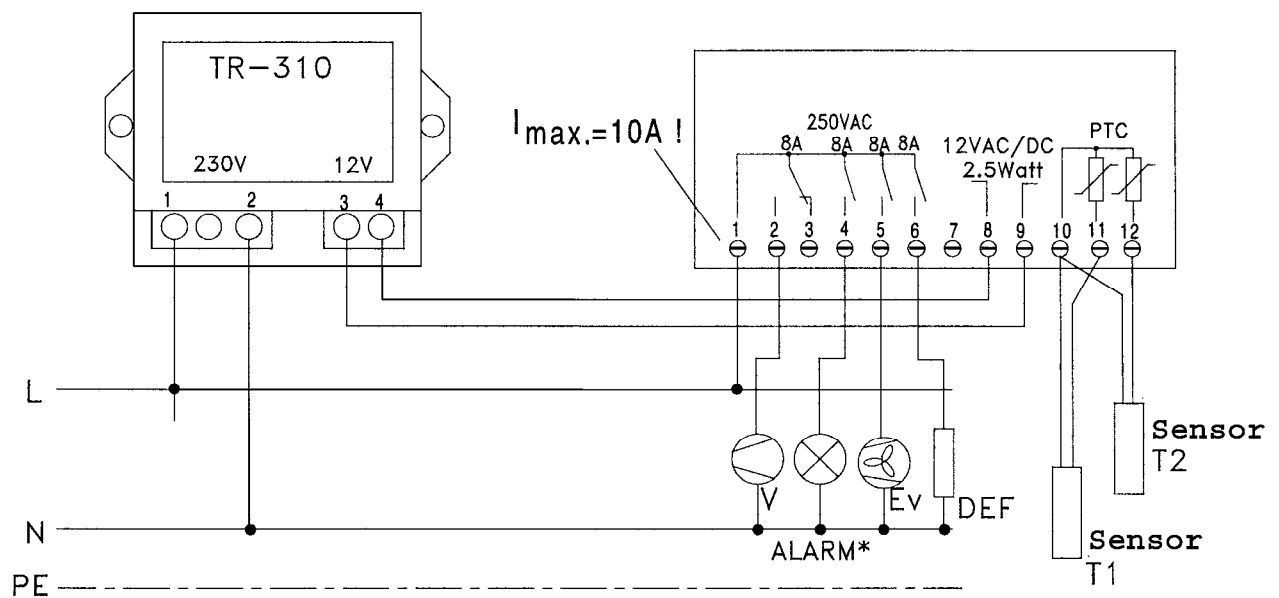 TR-310
230V 12V
1 2 3 4
I max.=10A !
250VAC
8A 8A 8A 8A
12VAC/DC
2.5Watt
PTC
1 2 3 4 5 6 7 8 9 10 11 12
L
N
PE
V
ALARM*
Ev
DEF
Sensor
T2
Sensor
T1